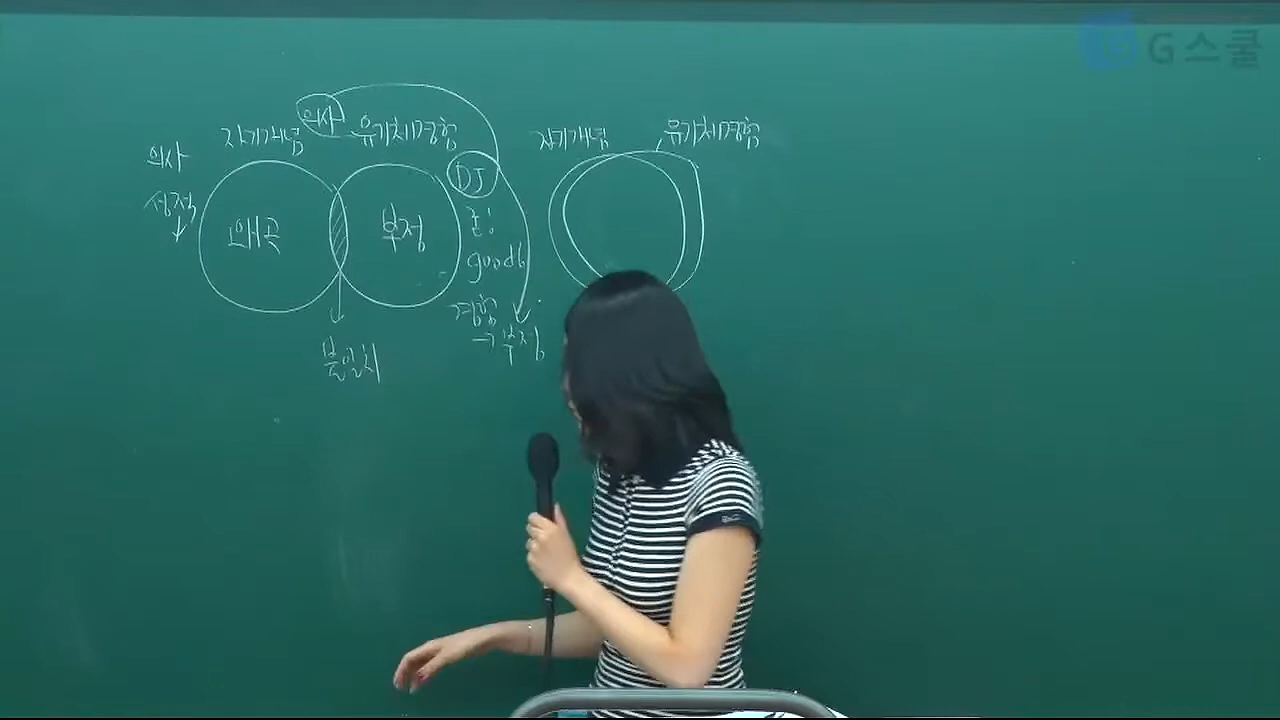 G스쿨
의사
자기개념
유기체경험
의사
성적↓
왜곡
부정
DJ
좋!
good
경험
→부정
불일치
자기개념
유기체경험